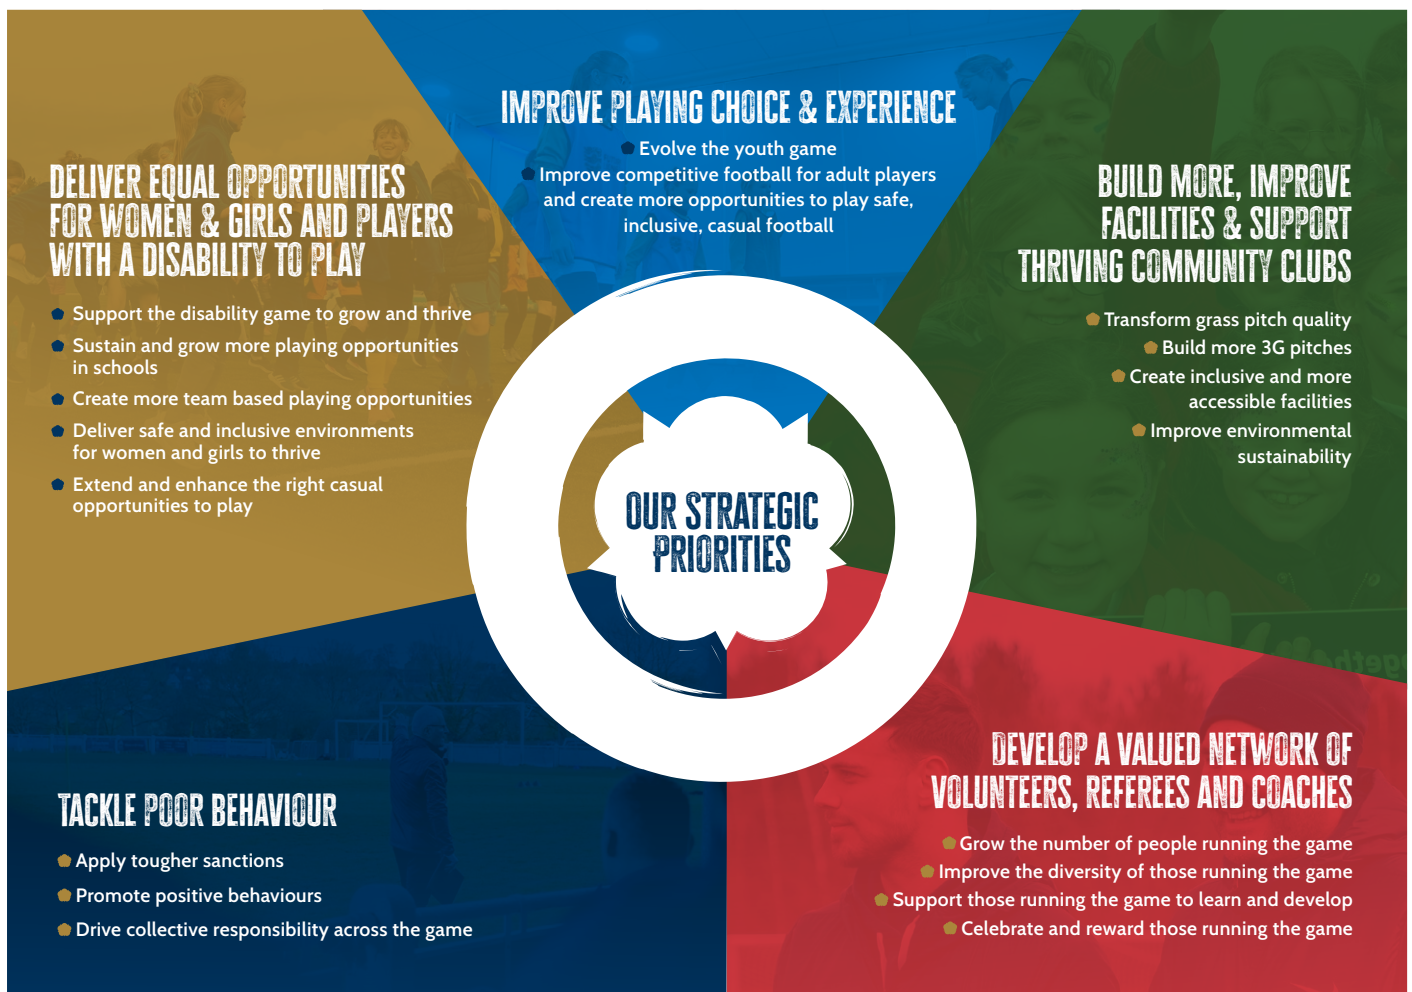 IMPROVE PLAYING CHOICE & EXPERIENCE
Evolve the youth game
Improve competitive football for adult players
and create more opportunities to play safe,
inclusive, casual football
DELIVER EQUAL OPPORTUNITIES
FOR WOMEN & GIRLS AND PLAYERS
WITH A DISABILITY TO PLAY
Support the disability game to grow and thrive
Sustain and grow more playing opportunities
in schools
Create more team based playing opportunities
Deliver safe and inclusive environments
for women and girls to thrive
Extend and enhance the right casual
opportunities to play
BUILD MORE, IMPROVE
FACILITIES & SUPPORT
THRIVING COMMUNITY CLUBS
Transform grass pitch quality
Build more 3G pitches
Create inclusive and more
accessible facilities
Improve environmental
sustainability
OUR STRATEGIC
PRIORITIES
TACKLE POOR BEHAVIOUR
Apply tougher sanctions
Promote positive behaviours
Drive collective responsibility across the game
DEVELOP A VALUED NETWORK OF
VOLUNTEERS, REFEREES AND COACHES
Grow the number of people running the game
Improve the diversity of those running the game
Support those running the game to learn and develop
Celebrate and reward those running the game